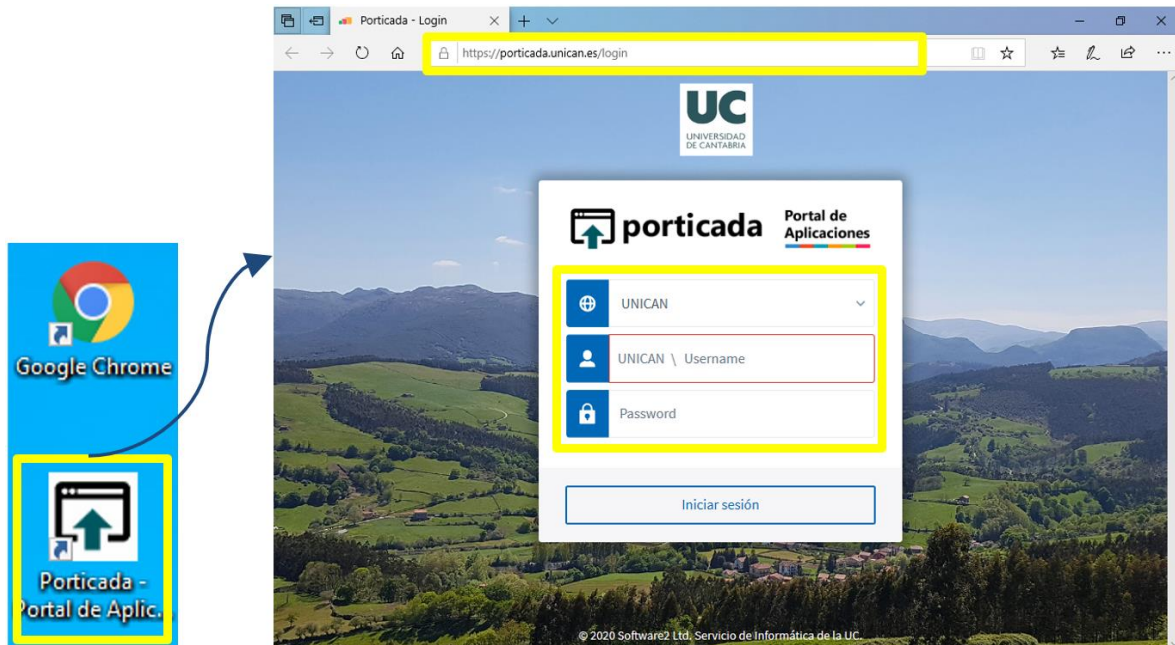 Google Chrome
Porticada -
Portal de Aplic...
Porticada - Login
https://porticada.unican.es/login
UC
UNIVERSIDAD
DE CANTABRIA
porticada
Portal de
Aplicaciones
UNICAN
UNICAN \ Username
Password
Iniciar sesión
© 2020 Software2 Ltd. Servicio de Informática de la UC.